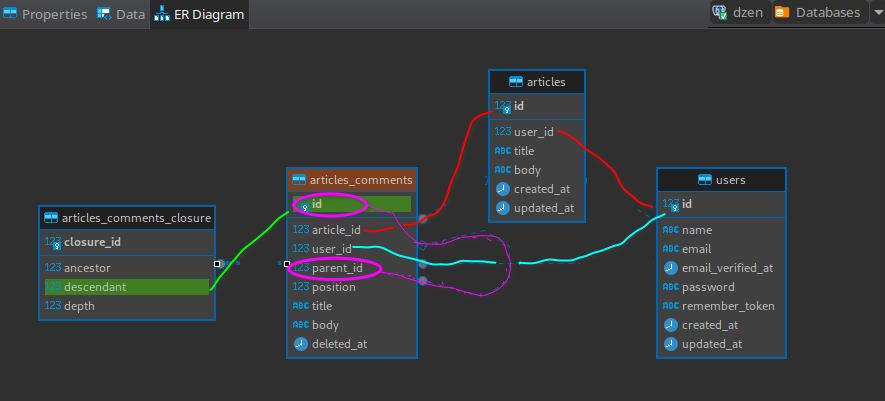 Properties Data ER Diagram dzen Databases
articles
123 id
123 user_id
ABC title
ABC body
created_at
updated_at
articles_comments
123 id
123 article_id
123 user_id
123 parent_id
123 position
ABC title
ABC body
deleted_at
users
123 id
ABC name
ABC email
email_verified_at
ABC password
ABC remember_token
created_at
updated_at
articles_comments_closure
123 closure_id
123 ancestor
123 descendant
123 depth